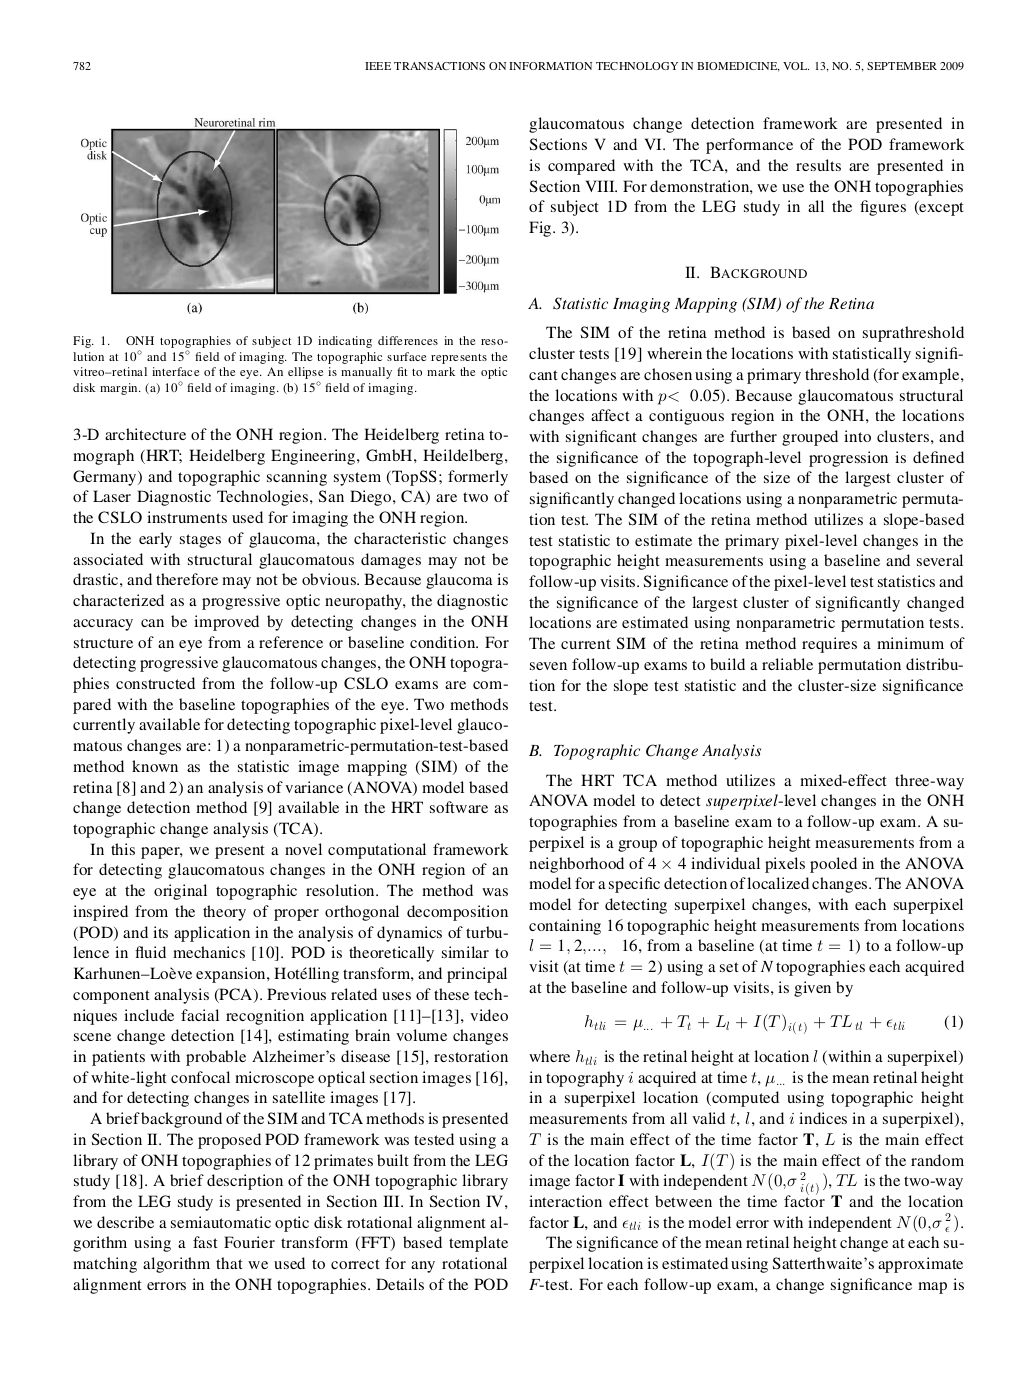 782
IEEE TRANSACTIONS ON INFORMATION TECHNOLOGY IN BIOMEDICINE, VOL. 13, NO. 5, SEPTEMBER 2009
Neuroretinal rim
Optic
disk
Optic
cup
200μm
100μm
0μm
−100μm
−200μm
−300μm
(a)
(b)
Fig. 1. ONH topographies of subject 1D indicating differences in the reso-
lution at 10° and 15° field of imaging. The topographic surface represents the
vitreo–retinal interface of the eye. An ellipse is manually fit to mark the optic
disk margin. (a) 10° field of imaging. (b) 15° field of imaging.
3-D architecture of the ONH region. The Heidelberg retina to-
mograph (HRT; Heidelberg Engineering, GmbH, Heildelberg,
Germany) and topographic scanning system (TopSS; formerly
of Laser Diagnostic Technologies, San Diego, CA) are two of
the CSLO instruments used for imaging the ONH region.
In the early stages of glaucoma, the characteristic changes
associated with structural glaucomatous damages may not be
drastic, and therefore may not be obvious. Because glaucoma is
characterized as a progressive optic neuropathy, the diagnostic
accuracy can be improved by detecting changes in the ONH
structure of an eye from a reference or baseline condition. For
detecting progressive glaucomatous changes, the ONH topogra-
phies constructed from the follow-up CSLO exams are com-
pared with the baseline topographies of the eye. Two methods
currently available for detecting topographic pixel-level glauco-
matous changes are: 1) a nonparametric-permutation-test-based
method known as the statistic image mapping (SIM) of the
retina [8] and 2) an analysis of variance (ANOVA) model based
change detection method [9] available in the HRT software as
topographic change analysis (TCA).
In this paper, we present a novel computational framework
for detecting glaucomatous changes in the ONH region of an
eye at the original topographic resolution. The method was
inspired from the theory of proper orthogonal decomposition
(POD) and its application in the analysis of dynamics of turbu-
lence in fluid mechanics [10]. POD is theoretically similar to
Karhunen–Loève expansion, Hotélling transform, and principal
component analysis (PCA). Previous related uses of these tech-
niques include facial recognition application [11]–[13], video
scene change detection [14], estimating brain volume changes
in patients with probable Alzheimer's disease [15], restoration
of white-light confocal microscope optical section images [16],
and for detecting changes in satellite images [17].
A brief background of the SIM and TCA methods is presented
in Section II. The proposed POD framework was tested using a
library of ONH topographies of 12 primates built from the LEG
study [18]. A brief description of the ONH topographic library
from the LEG study is presented in Section III. In Section IV,
we describe a semiautomatic optic disk rotational alignment al-
gorithm using a fast Fourier transform (FFT) based template
matching algorithm that we used to correct for any rotational
alignment errors in the ONH topographies. Details of the POD
glaucomatous change detection framework are presented in
Sections V and VI. The performance of the POD framework
is compared with the TCA, and the results are presented in
Section VIII. For demonstration, we use the ONH topographies
of subject 1D from the LEG study in all the figures (except
Fig. 3).
II. BACKGROUND
A. Statistic Imaging Mapping (SIM) of the Retina
The SIM of the retina method is based on suprathreshold
cluster tests [19] wherein the locations with statistically signifi-
cant changes are chosen using a primary threshold (for example,
the locations with p< 0.05). Because glaucomatous structural
changes affect a contiguous region in the ONH, the locations
with significant changes are further grouped into clusters, and
the significance of the topograph-level progression is defined
based on the significance of the size of the largest cluster of
significantly changed locations using a nonparametric permuta-
tion test. The SIM of the retina method utilizes a slope-based
test statistic to estimate the primary pixel-level changes in the
topographic height measurements using a baseline and several
follow-up visits. Significance of the pixel-level test statistics and
the significance of the largest cluster of significantly changed
locations are estimated using nonparametric permutation tests.
The current SIM of the retina method requires a minimum of
seven follow-up exams to build a reliable permutation distribu-
tion for the slope test statistic and the cluster-size significance
test.
B. Topographic Change Analysis
The HRT TCA method utilizes a mixed-effect three-way
ANOVA model to detect superpixel-level changes in the ONH
topographies from a baseline exam to a follow-up exam. A su-
perpixel is a group of topographic height measurements from a
neighborhood of 4 × 4 individual pixels pooled in the ANOVA
model for a specific detection of localized changes. The ANOVA
model for detecting superpixel changes, with each superpixel
containing 16 topographic height measurements from locations
l = 1, 2,..., 16, from a baseline (at time t = 1) to a follow-up
visit (at time t = 2) using a set of N topographies each acquired
at the baseline and follow-up visits, is given by
h_tli = μ... + T_t + L_l + I(T)_i(t) + TL_tl + ϵ_tli (1)
where h_tli is the retinal height at location l (within a superpixel)
in topography i acquired at time t, μ... is the mean retinal height
in a superpixel location (computed using topographic height
measurements from all valid t, l, and i indices in a superpixel),
T is the main effect of the time factor T, L is the main effect
of the location factor L, I(T) is the main effect of the random
image factor I with independent N(0,σ²_i(t)), TL is the two-way
interaction effect between the time factor T and the location
factor L, and ϵ_tli is the model error with independent N(0,σ²_ϵ).
The significance of the mean retinal height change at each su-
perpixel location is estimated using Satterthwaite's approximate
F-test. For each follow-up exam, a change significance map is